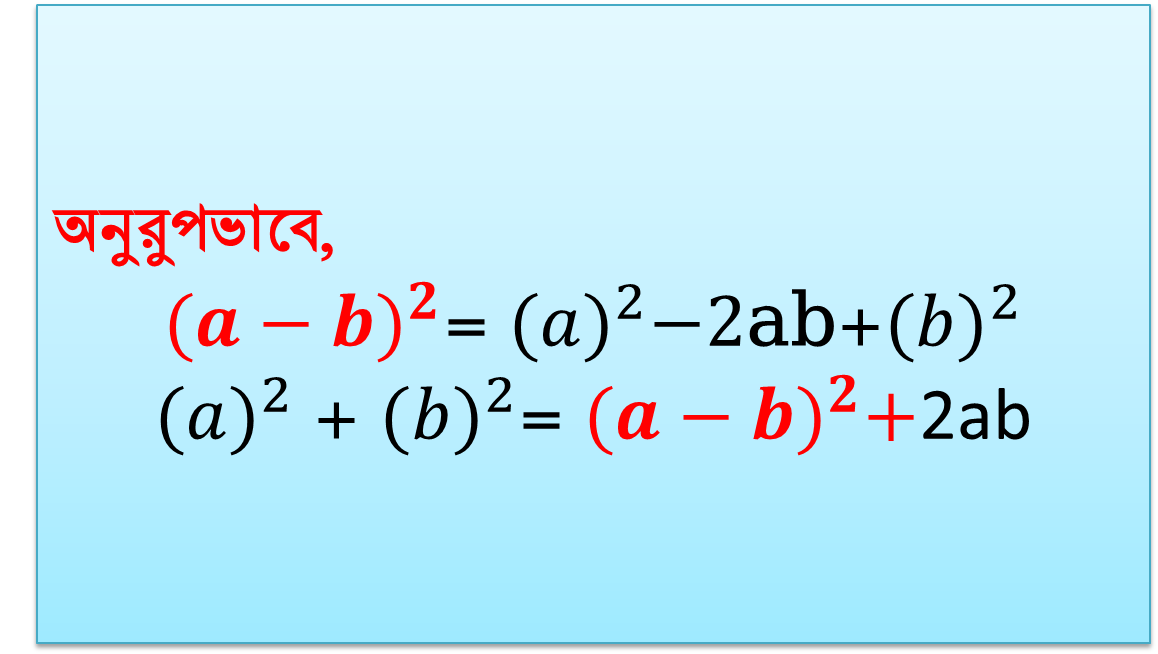 অনুরুপভাবে,
(a − b)²= (a)²−2ab+(b)²
(a)² + (b)²= (a − b)²+2ab